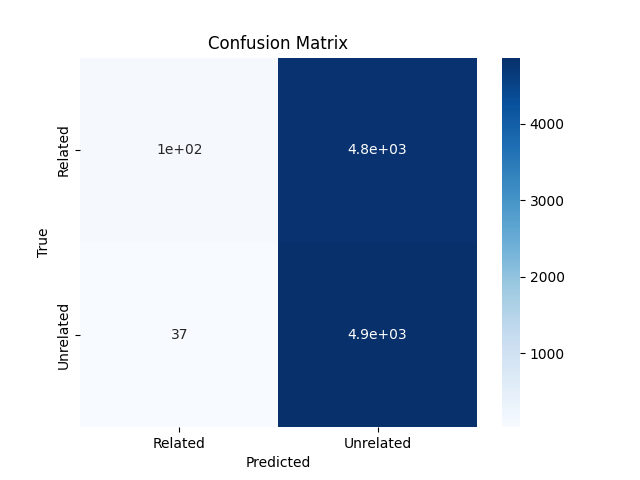 Confusion Matrix
True
Related
1e+02
4.8e+03
Unrelated
37
4.9e+03
Related
Unrelated
Predicted
4000
3000
2000
1000